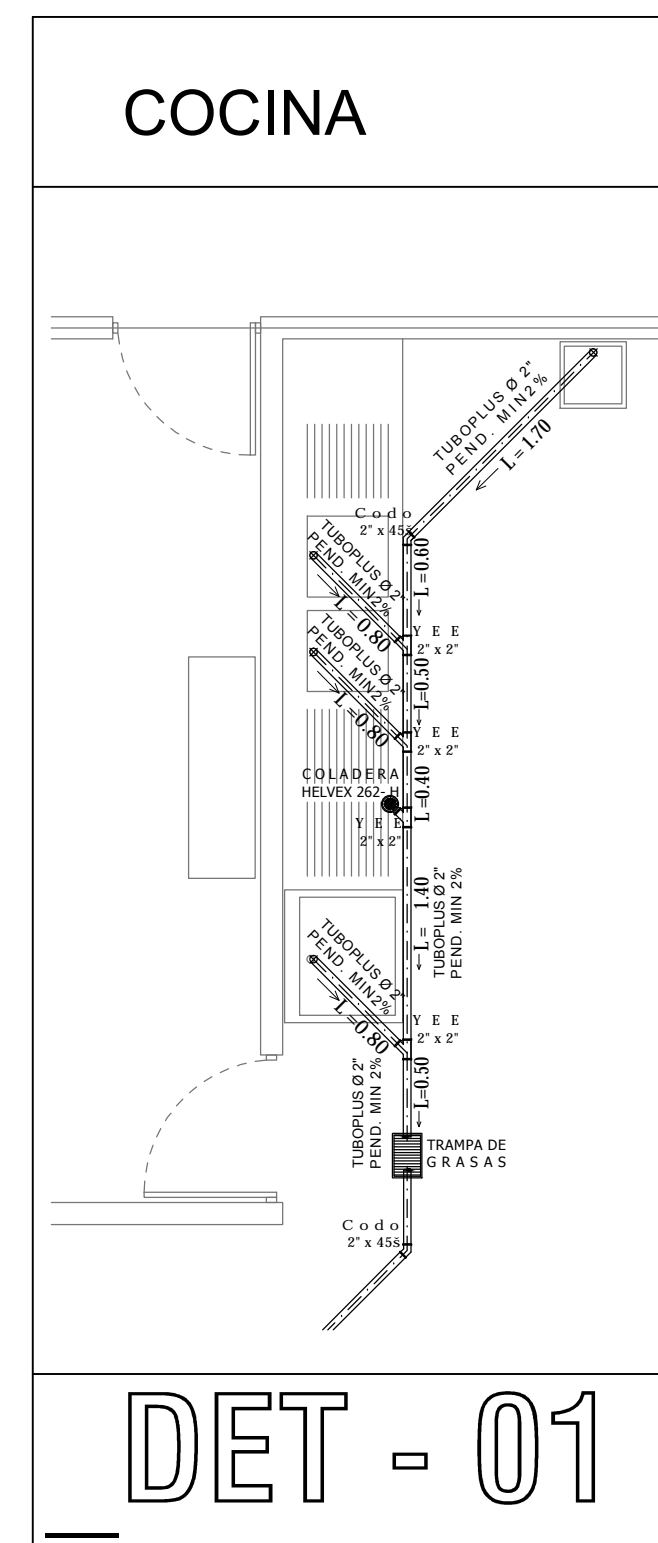 COCINA
TUBOPLUS Ø 2"
PEND. MIN2%
L = 1.70
Codo
2" x 45š
L =0.60
TUBOPLUS Ø 2"
PEND. MIN2%
L =0.80
YEE
2" x 2"
L=0.50
TUBOPLUS Ø 2"
PEND. MIN2%
L =0.80
YEE
2" x 2"
L=0.40
COLADERA
HELVEX 262-H
YEE
2" x 2"
L = 1.40
TUBOPLUS Ø 2"
PEND. MIN 2%
TUBOPLUS Ø 2"
PEND. MIN2%
L =0.80
YEE
2" x 2"
L=0.50
TUBOPLUS Ø 2"
PEND. MIN 2%
TRAMPA DE
GRASAS
Codo
2" x 45š
DET - 01